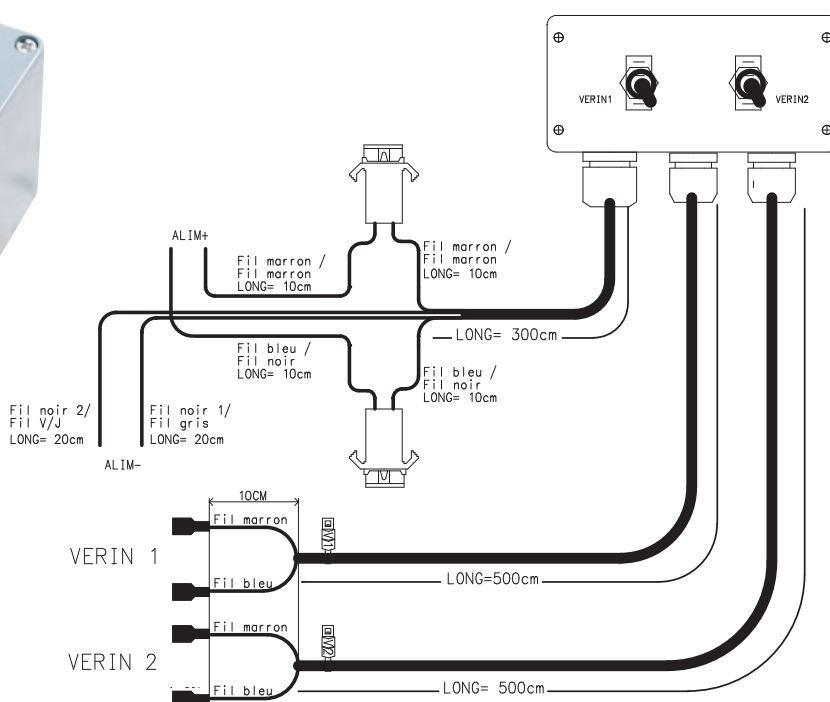 VERIN1
VERIN2
ALIM+
Fil marron /
Fil marron
LONG= 10cm
Fil marron /
Fil marron
LONG= 10cm
LONG= 300cm
Fil bleu /
Fil noir
LONG= 10cm
Fil bleu /
Fil noir
LONG= 10cm
Fil noir 2/
Fil V/J
LONG= 20cm
Fil noir 1/
Fil gris
LONG= 20cm
ALIM-
10CM
Fil marron
V1
VERIN 1
Fil bleu
LONG=500cm
Fil marron
V2
VERIN 2
Fil bleu
LONG= 500cm